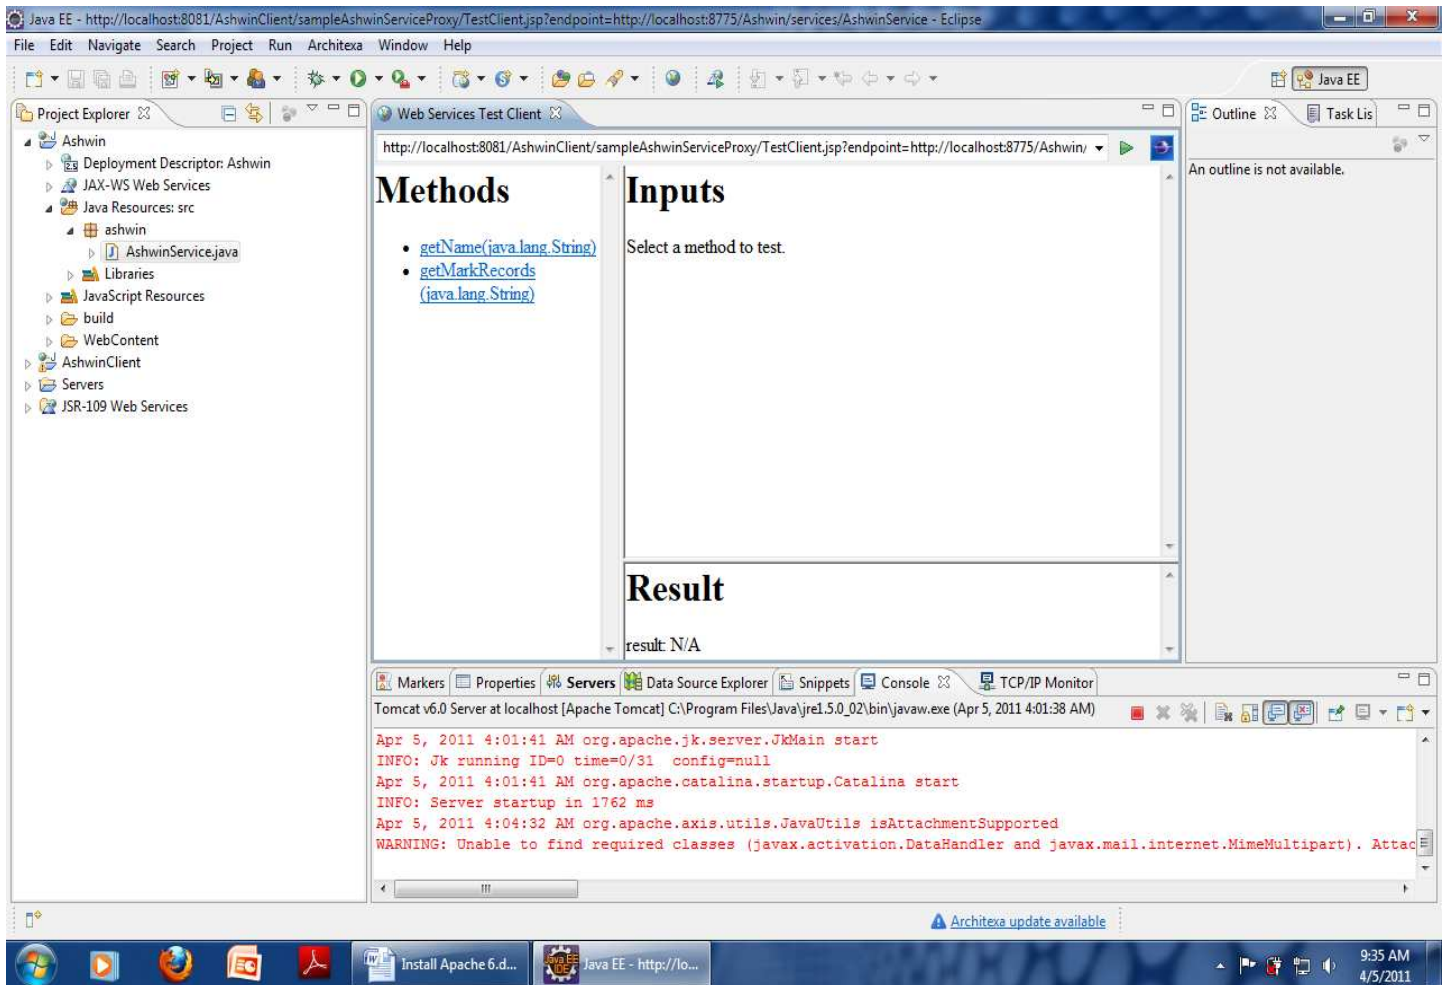 Java EE - http://localhost:8081/AshwinClient/sampleAshwinServiceProxy/TestClient.jsp?endpoint=http://localhost:8775/Ashwin/services/AshwinService - Eclipse
File Edit Navigate Search Project Run Architexa Window Help
Java EE
Project Explorer
Ashwin
Deployment Descriptor: Ashwin
JAX-WS Web Services
Java Resources: src
ashwin
AshwinService.java
Libraries
JavaScript Resources
build
WebContent
AshwinClient
Servers
JSR-109 Web Services
Web Services Test Client
http://localhost:8081/AshwinClient/sampleAshwinServiceProxy/TestClient.jsp?endpoint=http://localhost:8775/Ashwin/
Methods
getName(java.lang.String)
getMarkRecords
(java.lang.String)
Inputs
Select a method to test.
Result
result: N/A
Outline Task Lis
An outline is not available.
Markers Properties Servers Data Source Explorer Snippets Console TCP/IP Monitor
Tomcat v6.0 Server at localhost [Apache Tomcat] C:\Program Files\Java\jre1.5.0_02\bin\javaw.exe (Apr 5, 2011 4:01:38 AM)
Apr 5, 2011 4:01:41 AM org.apache.jk.server.JkMain start
INFO: Jk running ID=0 time=0/31 config=null
Apr 5, 2011 4:01:41 AM org.apache.catalina.startup.Catalina start
INFO: Server startup in 1762 ms
Apr 5, 2011 4:04:32 AM org.apache.axis.utils.JavaUtils isAttachmentSupported
WARNING: Unable to find required classes (javax.activation.DataHandler and javax.mail.internet.MimeMultipart). Attac
Architexa update available
Install Apache 6.d...
Java EE - http://lo...
9:35 AM
4/5/2011